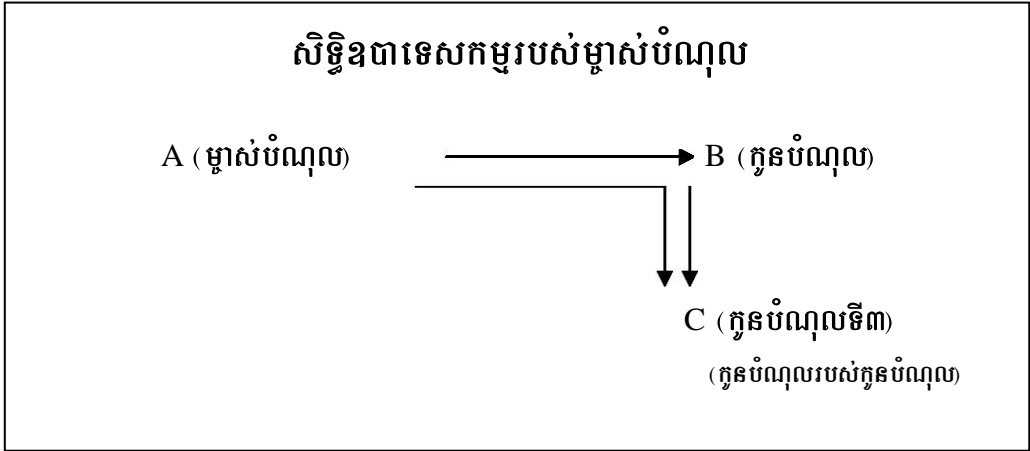 សិទ្ធិឧបាទេសកម្មរបស់ម្ចាស់បំណុល
A (ម្ចាស់បំណុល) B (កូនបំណុល)
C (កូនបំណុលទី៣)
(កូនបំណុលរបស់កូនបំណុល)